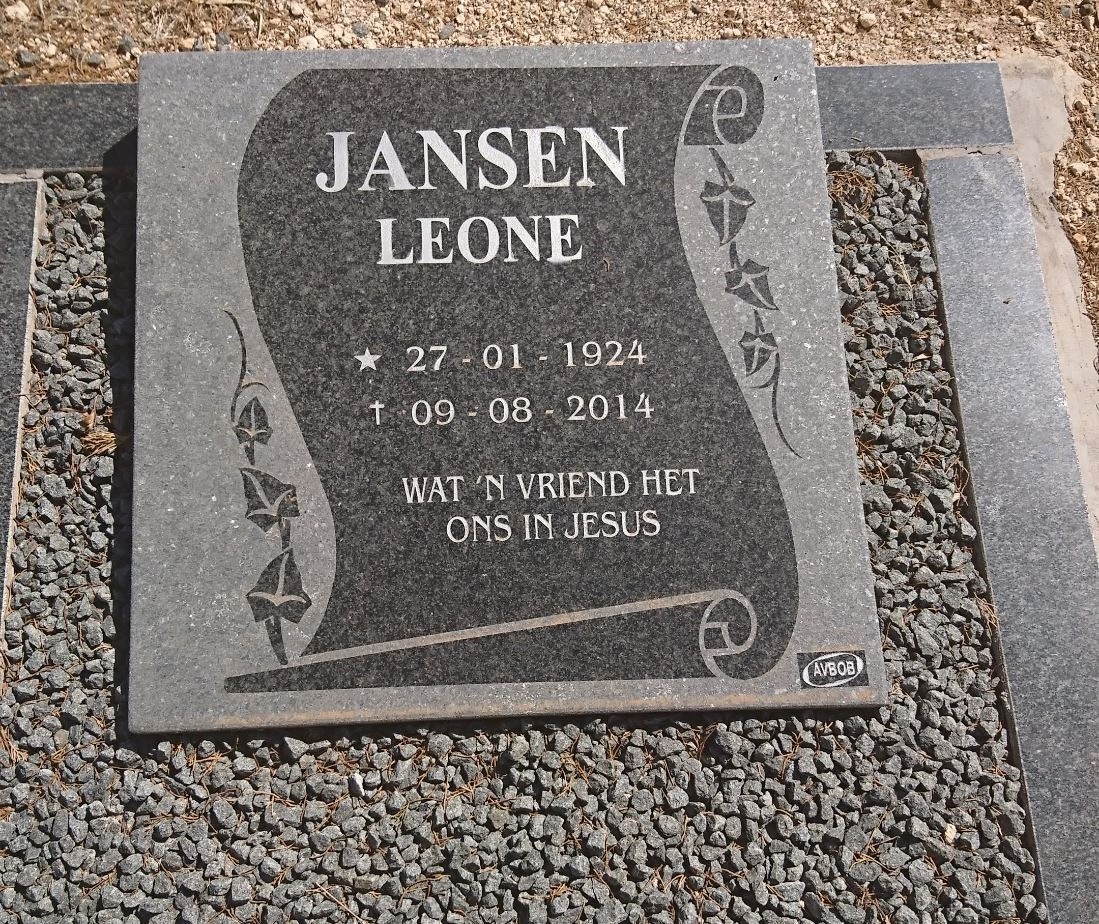 JANSEN
LEONE
★ 27 - 01 - 1924
† 09 - 08 - 2014
WAT 'N VRIEND HET
ONS IN JESUS
AVBOB